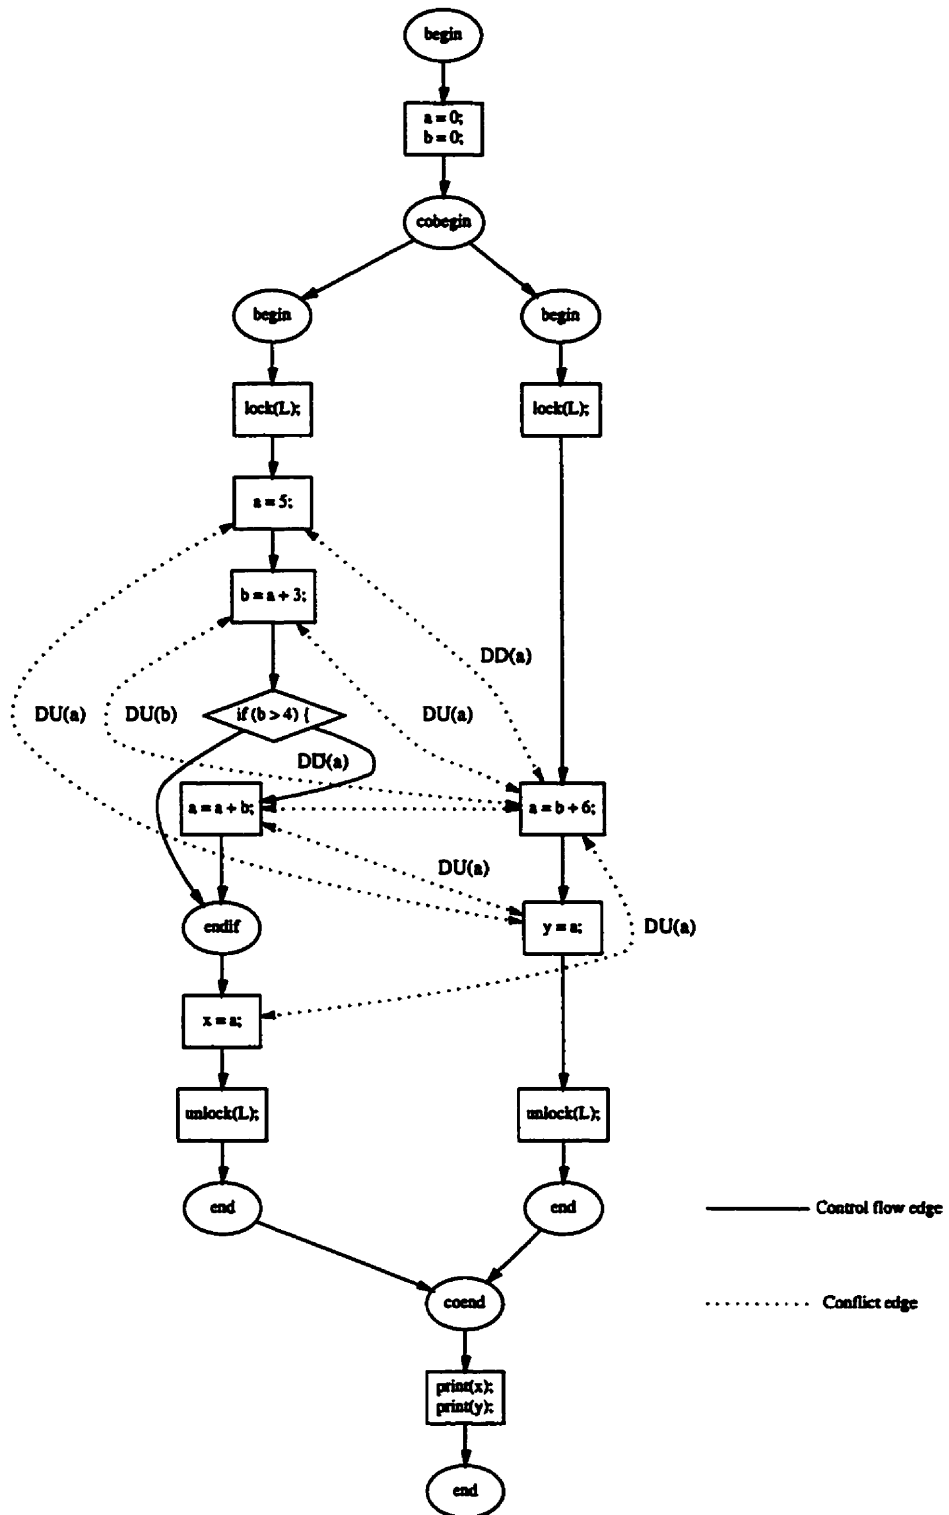 begin
a = 0;
b = 0;
cobegin
begin
begin
lock(L);
lock(L);
a = 5;
b = a + 3;
DD(a)
DU(a)
DU(b)
if (b > 4) {
DU(a)
DD(a)
a = a + b;
a = b + 6;
DU(a)
endif
y = a;
DU(a)
x = a;
unlock(L);
unlock(L);
end
end
Control flow edge
coend
Conflict edge
print(x);
print(y);
end